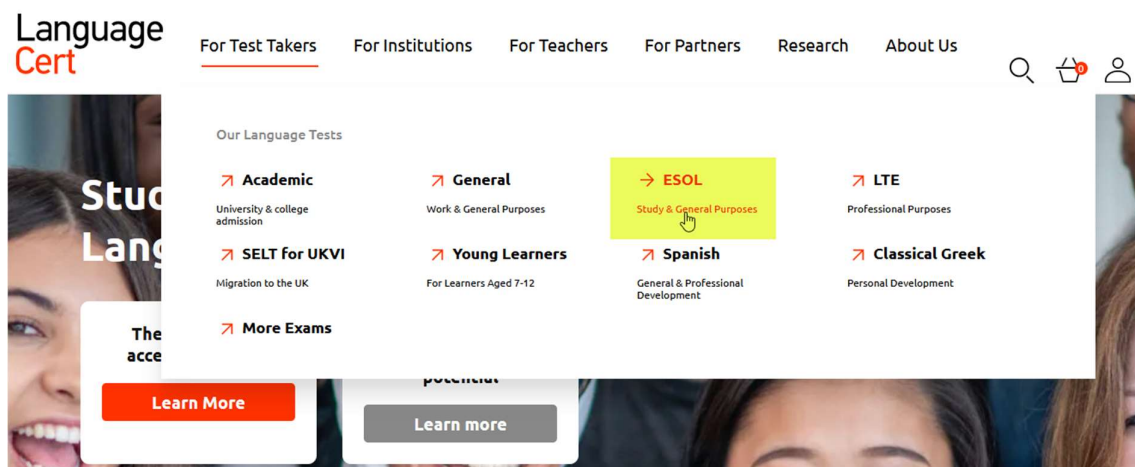 Language
Cert
For Test Takers For Institutions For Teachers For Partners Research About Us
0
Our Language Tests
Academic General ESOL LTE
University & college
admission
Work & General Purposes
Study & General Purposes
Professional Purposes
SELT for UKVI Young Learners Spanish Classical Greek
Migration to the UK
For Learners Aged 7-12
General & Professional
Development
Personal Development
More Exams
The
acce
potential
Learn More
Learn more